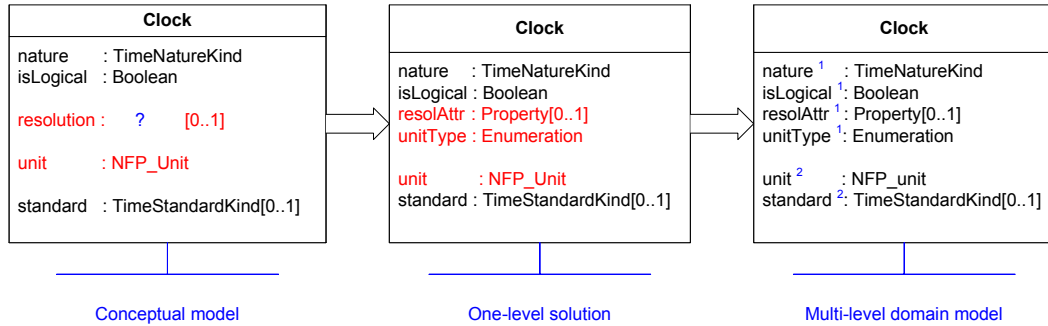 Clock
nature : TimeNatureKind
isLogical : Boolean
resolution : ? [0..1]
unit : NFP_Unit
standard : TimeStandardKind[0..1]
Conceptual model
Clock
nature : TimeNatureKind
isLogical : Boolean
resolAttr : Property[0..1]
unitType : Enumeration
unit : NFP_Unit
standard : TimeStandardKind[0..1]
One-level solution
Clock
nature 1 : TimeNatureKind
isLogical 1: Boolean
resolAttr 1 : Property[0..1]
unitType 1: Enumeration
unit 2 : NFP_unit
standard 2: TimeStandardKind[0..1]
Multi-level domain model